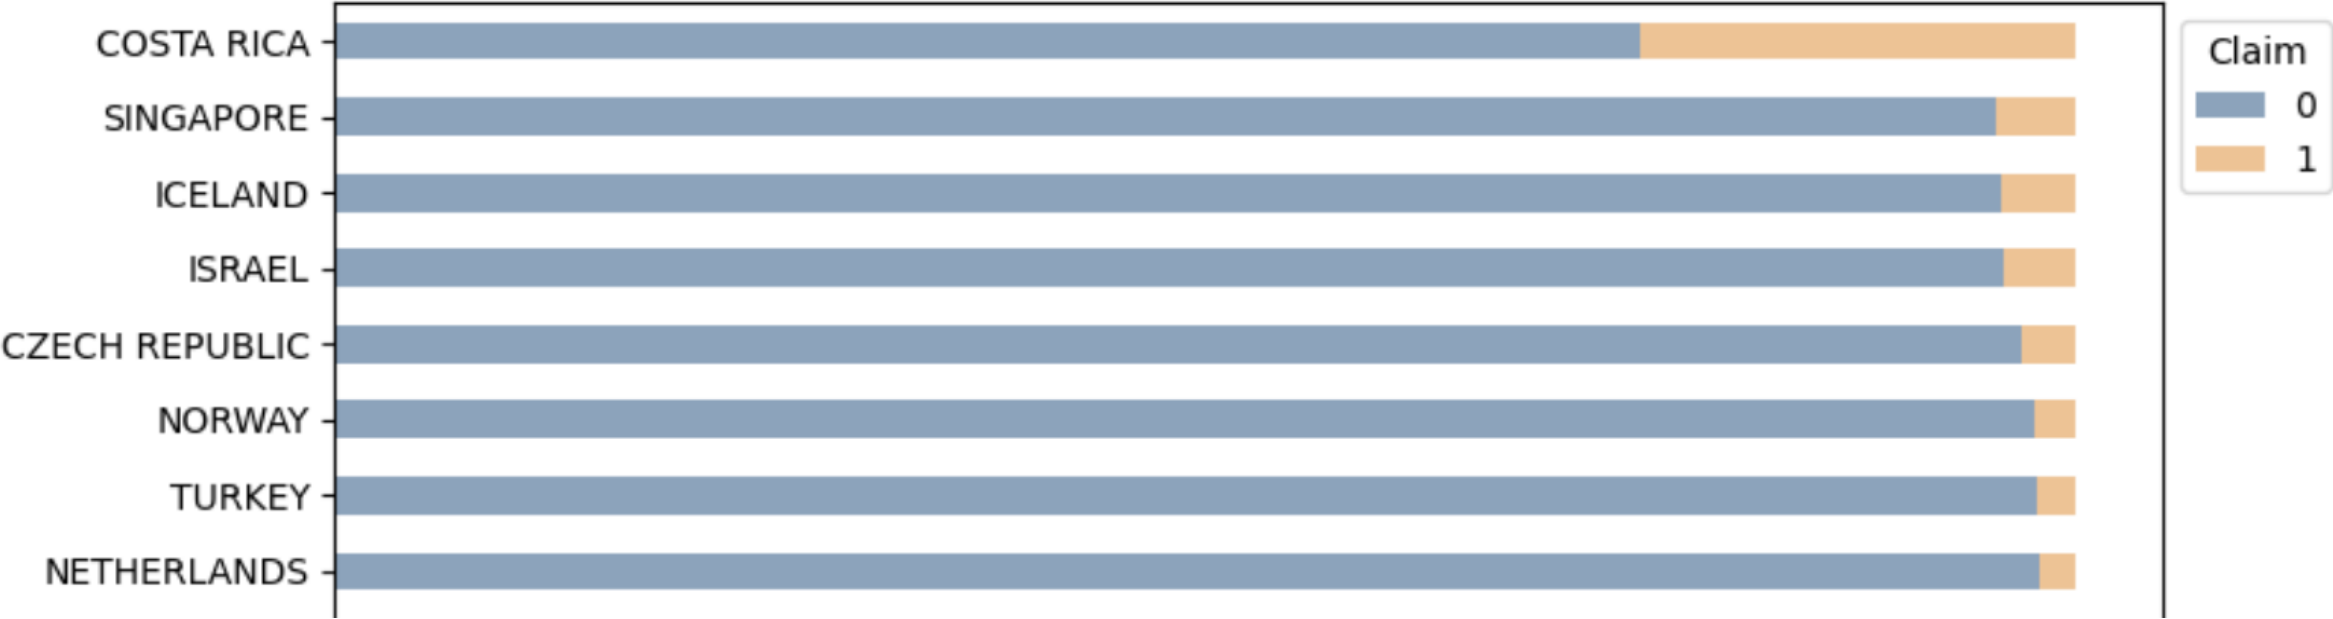 COSTA RICA
SINGAPORE
ICELAND
ISRAEL
CZECH REPUBLIC
NORWAY
TURKEY
NETHERLANDS
Claim
0
1